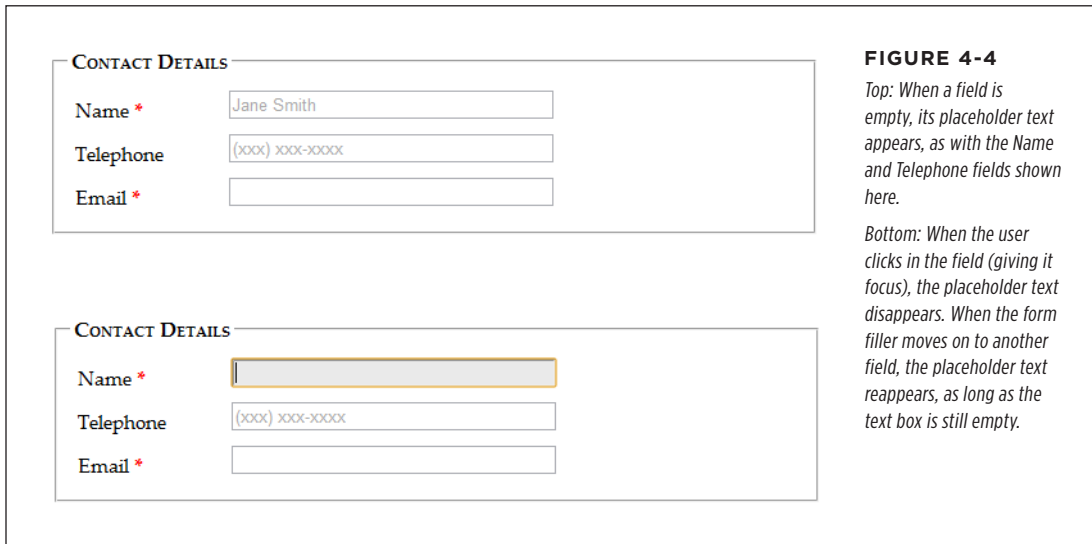 CONTACT DETAILS
Name *
Jane Smith
Telephone
(xxx) xxx-xxxx
Email *
CONTACT DETAILS
Name *
Telephone
(xxx) xxx-xxxx
Email *
FIGURE 4-4
Top: When a field is
empty, its placeholder text
appears, as with the Name
and Telephone fields shown
here.
Bottom: When the user
clicks in the field (giving it
focus), the placeholder text
disappears. When the form
filler moves on to another
field, the placeholder text
reappears, as long as the
text box is still empty.